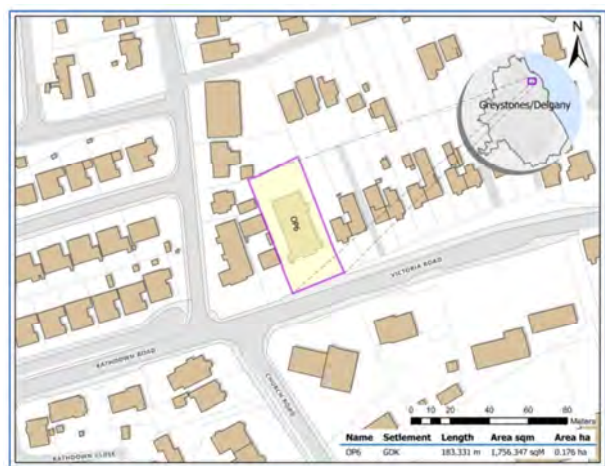 N
Greystones/Delgany
OP6
VICTORIA ROAD
RATHDOWN ROAD
CHURCH ROAD
RATHDOWN CLOSE
0 10 20 40 60 80
Meters
Name Setlement Length Area sqm Area ha
OP6 GDK 183.331 m 1,756.347 sqM 0.176 ha